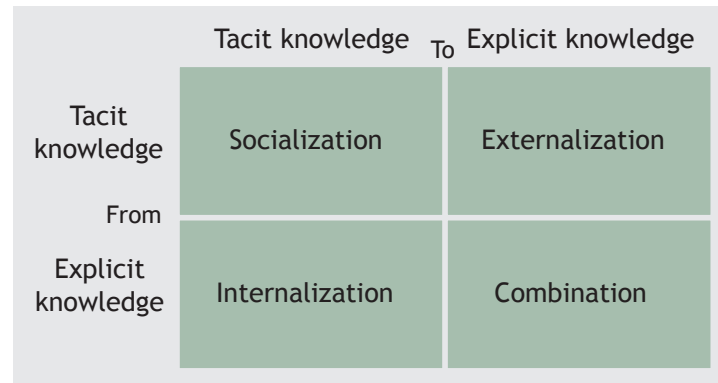 Tacit knowledge To Explicit knowledge
Tacit
knowledge
Socialization Externalization
From
Explicit
knowledge
Internalization Combination